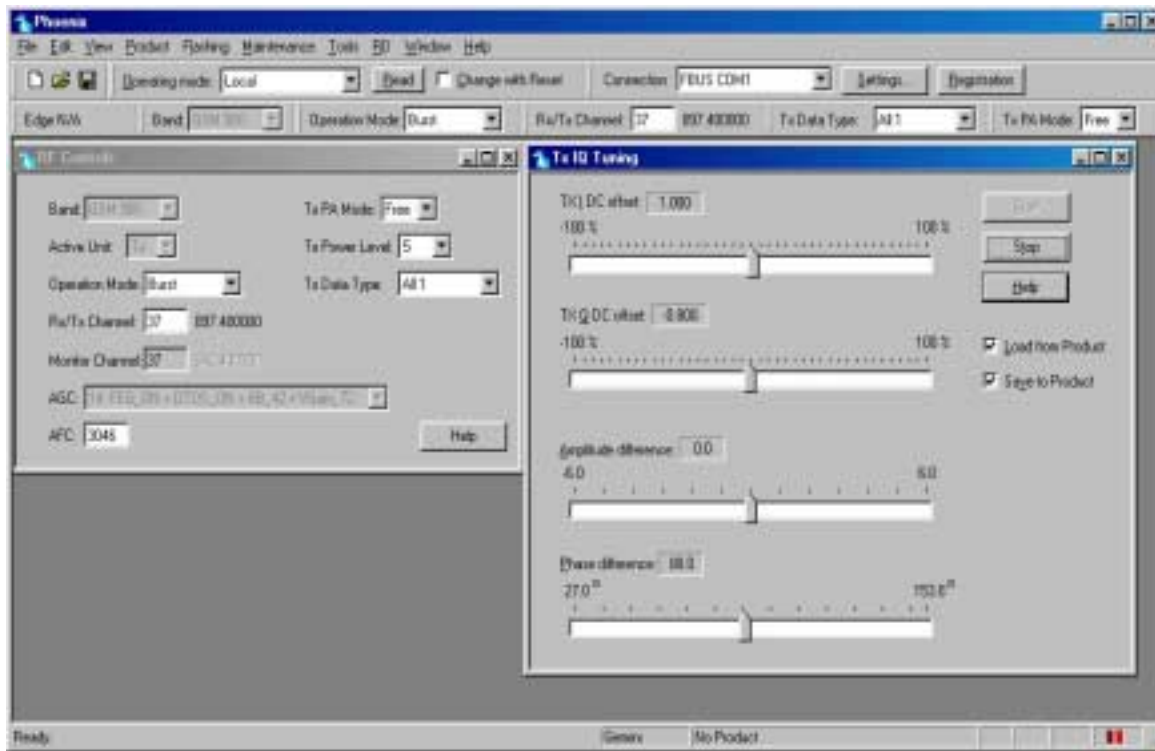 Phoenix
File Edit View Product Flashing Maintenance Tools RD Window Help
Operating mode: Local Read Change with Reset Connection: FBUS COM1 Settings... Registration
Edge N/A Band: GSM 900 Operation Mode: Burst Rx/Tx Channel: 37 897.400000 Tx Data Type: All 1 Tx PA Mode: Free
RF Controls
Band: GSM 900 Tx PA Mode: Free
Active Unit: Tx Tx Power Level: 5
Operation Mode: Burst Tx Data Type: All 1
Rx/Tx Channel: 37 897.400000
Monitor Channel: 37
AGC:
AFC: 3046 Help
Tx IQ Tuning
TX I DC offset: 1.000
-100 % 100 %
Stop
Help
TX Q DC offset: -0.800
-100 % 100 %
Load from Product
Save to Product
Amplitude difference: 0.0
-6.0 6.0
Phase difference:
27.0
Ready Gemini No Product